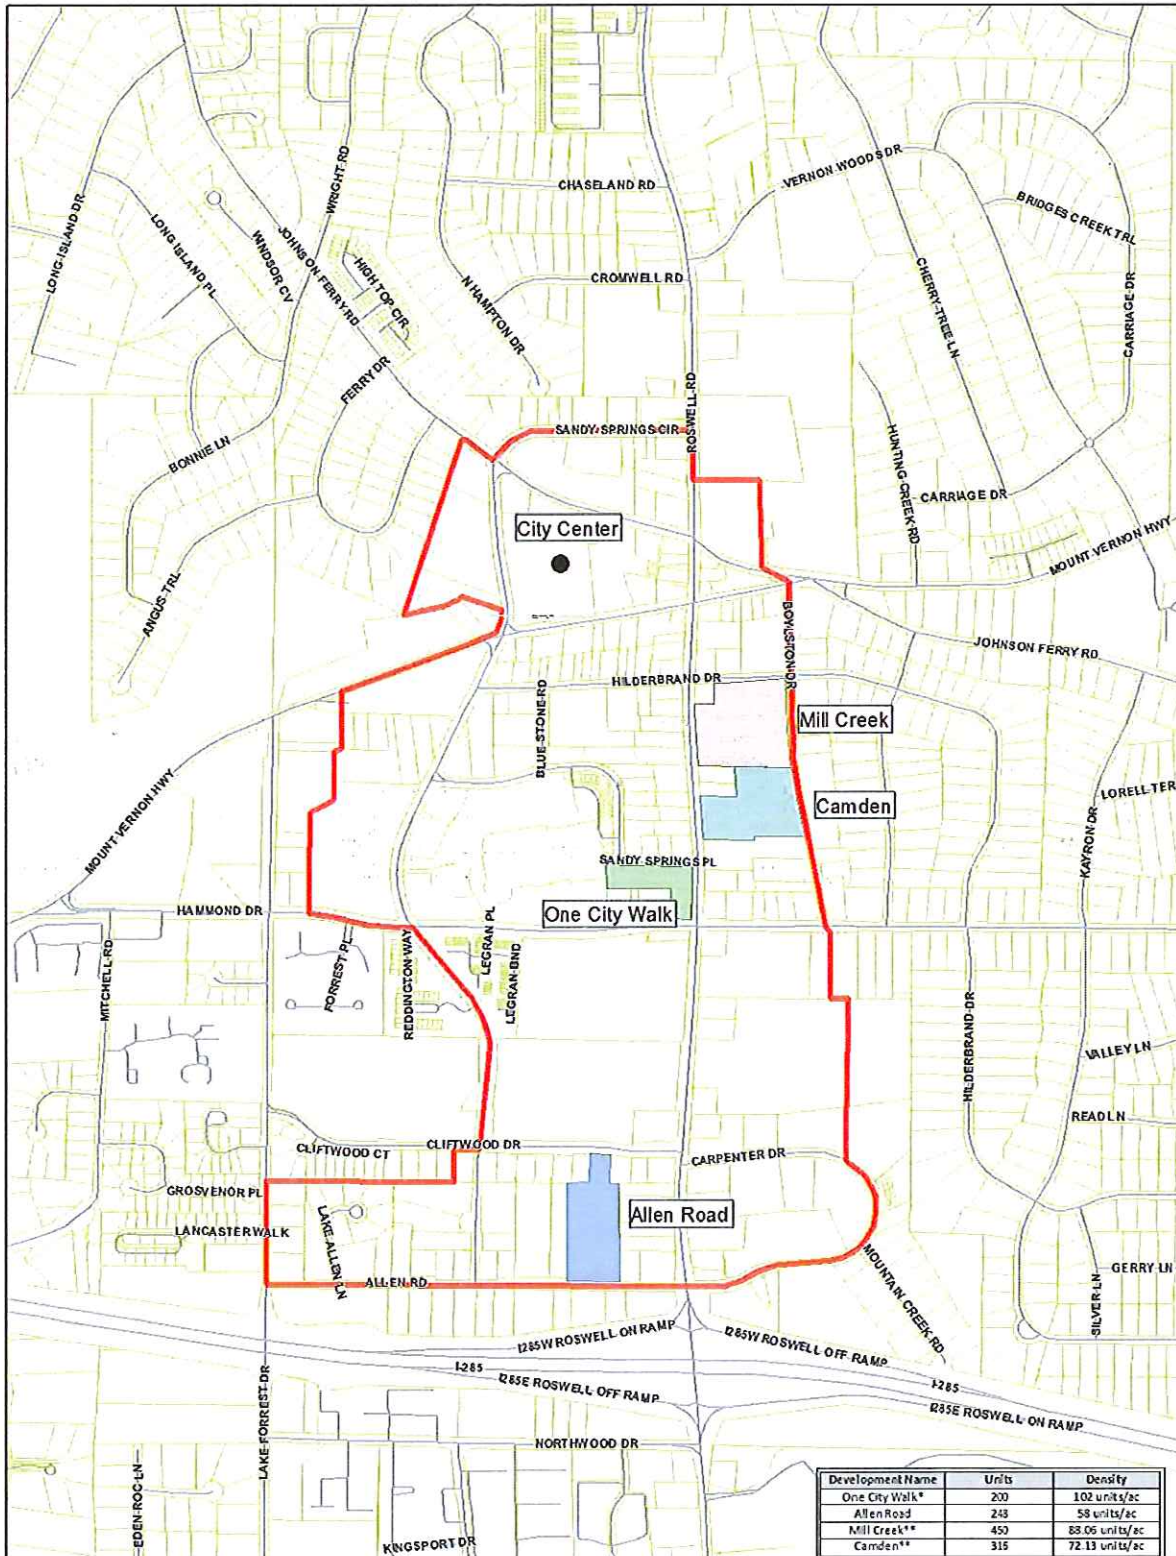 CHASELAND RD
VERNON WOODS DR
BRIDGES CREEK TRL
WRIGHT RD
LONG ISLAND DR
LONG ISLAND PL
WINDSOR CV
JOHNSON FERRY RD
HIGH TOP CIR
N HAMPTON DR
CROMWELL RD
CHERRY TREE LN
CARRIAGE DR
FERRY DR
ROSWELL RD
SANDY SPRINGS CIR
BONNIE LN
HUNTING CREEK RD
CARRIAGE DR
City Center
MOUNT VERNON HWY
ANGUS TRL
BOYLSTON DR
JOHNSON FERRY RD
HILDERBRAND DR
BLUE STONE RD
Mill Creek
MOUNT VERNON HWY
Camden
LORELL TER
KAYRON DR
SANDY SPRINGS PL
HAMMOND DR
One City Walk
MITCHELL RD
FORREST PL
REDDINGTON WAY
LEGRAN PL
LEGRAN BND
HILDERBRAND DR
VALLEY LN
READ LN
CLIFTWOOD CT
CLIFTWOOD DR
CARPENTER DR
GROSVENOR PL
LANCASTER WALK
LAKE ALLEN LN
Allen Road
ALLEN RD
MOUNTAIN CREEK RD
GERRY LN
SILVER LN
I285W ROSWELL ON RAMP
I285W ROSWELL OFF RAMP
I-285
I285E ROSWELL OFF RAMP
I-285
I285E ROSWELL ON RAMP
LAKE FORREST DR
NORTHWOOD DR
EDEN ROC LN
KINGSPORT DR
Development Name Units Density
One City Walk* 200 102 units/ac
Allen Road 243 58 units/ac
Mill Creek** 450 88.06 units/ac
Camden** 316 72.13 units/ac